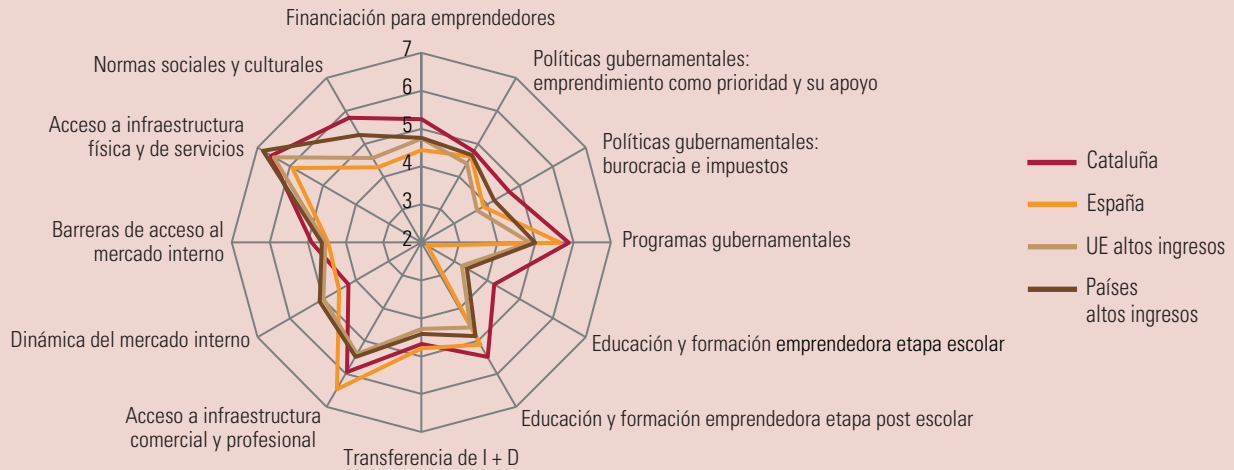 Financiación para emprendedores
Políticas gubernamentales:
emprendimiento como prioridad y su apoyo
Políticas gubernamentales:
burocracia e impuestos
Programas gubernamentales
Educación y formación emprendedora etapa escolar
Educación y formación emprendedora etapa post escolar
Transferencia de I + D
Acceso a infraestructura
comercial y profesional
Dinámica del mercado interno
Barreras de acceso al
mercado interno
Acceso a infraestructura
física y de servicios
Normas sociales y culturales
7
6
5
4
3
2
Cataluña
España
UE altos ingresos
Países
altos ingresos